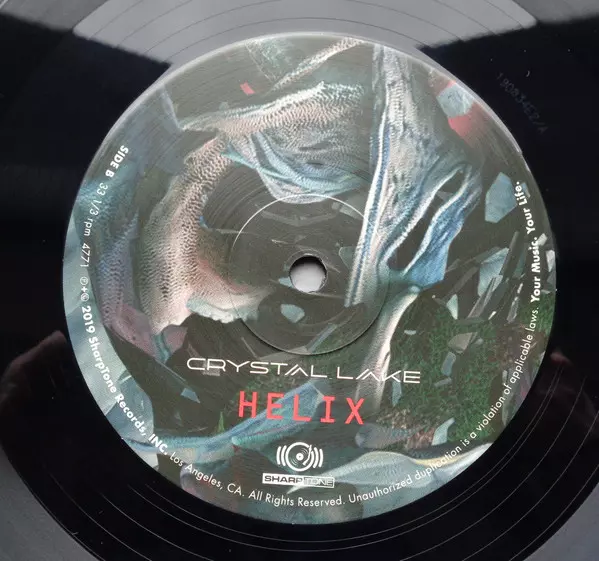 CRYSTAL LAKE
HELIX
SHARPTONE
SIDE B 33 1/3 rpm 4771 ℗+© 2019 SharpTone Records, INC. Los Angeles, CA. All Rights Reserved. Unauthorized duplication is a violation of applicable laws. Your Music. Your Life.
190834E2/A